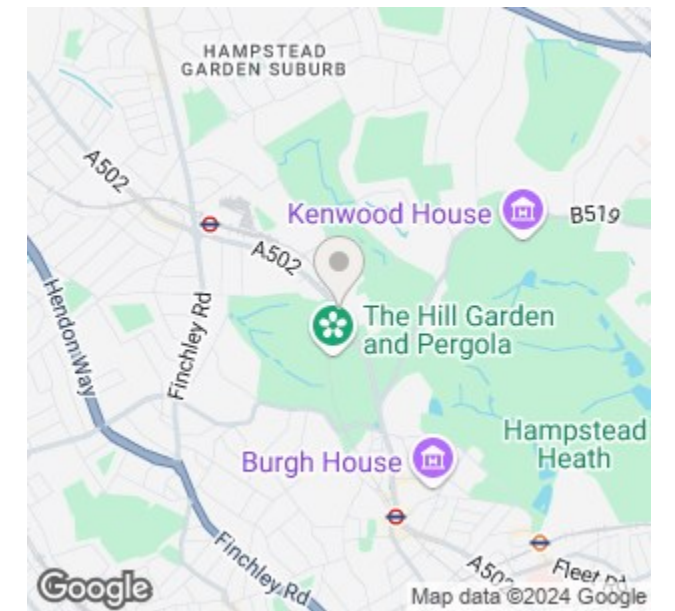 HAMPSTEAD
GARDEN SUBURB
A502
Kenwood House
B519
A502
Hendon Way
Finchley Rd
The Hill Garden
and Pergola
Hampstead
Heath
Burgh House
Finchley Rd
A502
Fleet Rd
Google
Map data ©2024 Google